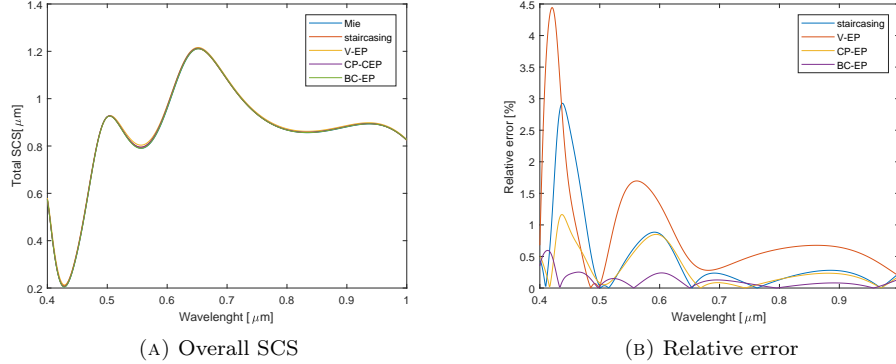 Mie
staircasing
V-EP
CP-CEP
BC-EP
1.4
1.2
1
0.8
0.6
0.4
0.2
Total SCS[ μm]
0.4 0.5 0.6 0.7 0.8 0.9 1
Wavelenght [ μm]
(A) Overall SCS
staircasing
V-EP
CP-EP
BC-EP
4.5
4
3.5
3
2.5
2
1.5
1
0.5
0
Relative error [%]
0.4 0.5 0.6 0.7 0.8 0.9
Wavelenght [ μm]
(B) Relative error